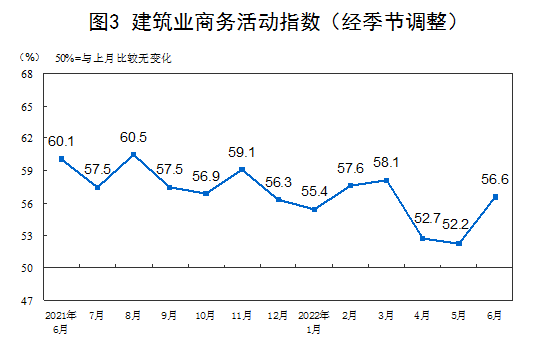 图3 建筑业商务活动指数（经季节调整）
（%） 50%=与上月比较无变化
68
65
62
59
56
53
50
47
60.1
57.5
60.5
57.5
56.9
59.1
56.3
55.4
57.6
58.1
52.7
52.2
56.6
2021年
6月
7月
8月
9月
10月
11月
12月
2022年
1月
2月
3月
4月
5月
6月